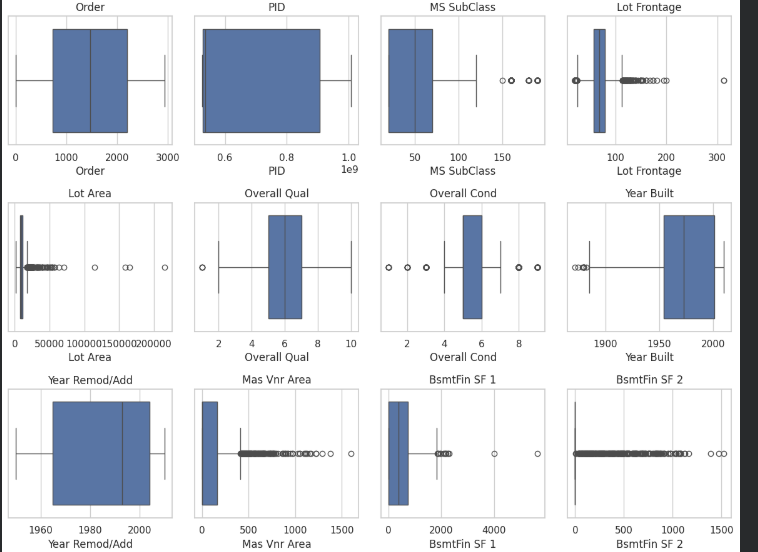 Order PID MS SubClass Lot Frontage
0 1000 2000 3000 0.6 0.8 1.0 50 100 150 100 200 300
1e9
Order PID MS SubClass Lot Frontage
Lot Area Overall Qual Overall Cond Year Built
0 50000 100000 150000 200000 2 4 6 8 10 2 4 6 8 1900 1950 2000
Lot Area Overall Qual Overall Cond Year Built
Year Remod/Add Mas Vnr Area BsmtFin SF 1 BsmtFin SF 2
1960 1980 2000 0 500 1000 1500 0 2000 4000 0 500 1000 1500
Year Remod/Add Mas Vnr Area BsmtFin SF 1 BsmtFin SF 2